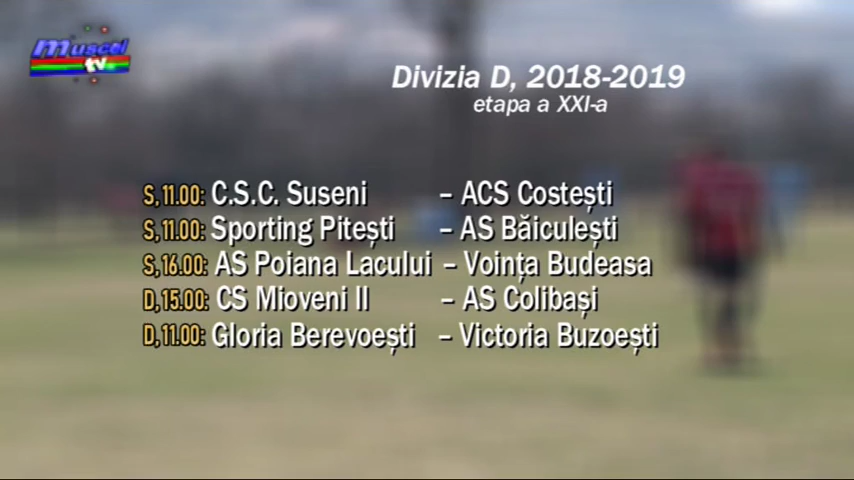 Muscel
tv
Divizia D, 2018-2019
etapa a XXI-a
S, 11.00: C.S.C. Suseni – ACS Costești
S, 11.00: Sporting Pitești – AS Băiculești
S, 16.00: AS Poiana Lacului – Voința Budeasa
D, 15.00: CS Mioveni II – AS Colibași
D, 11.00: Gloria Berevoești – Victoria Buzoești